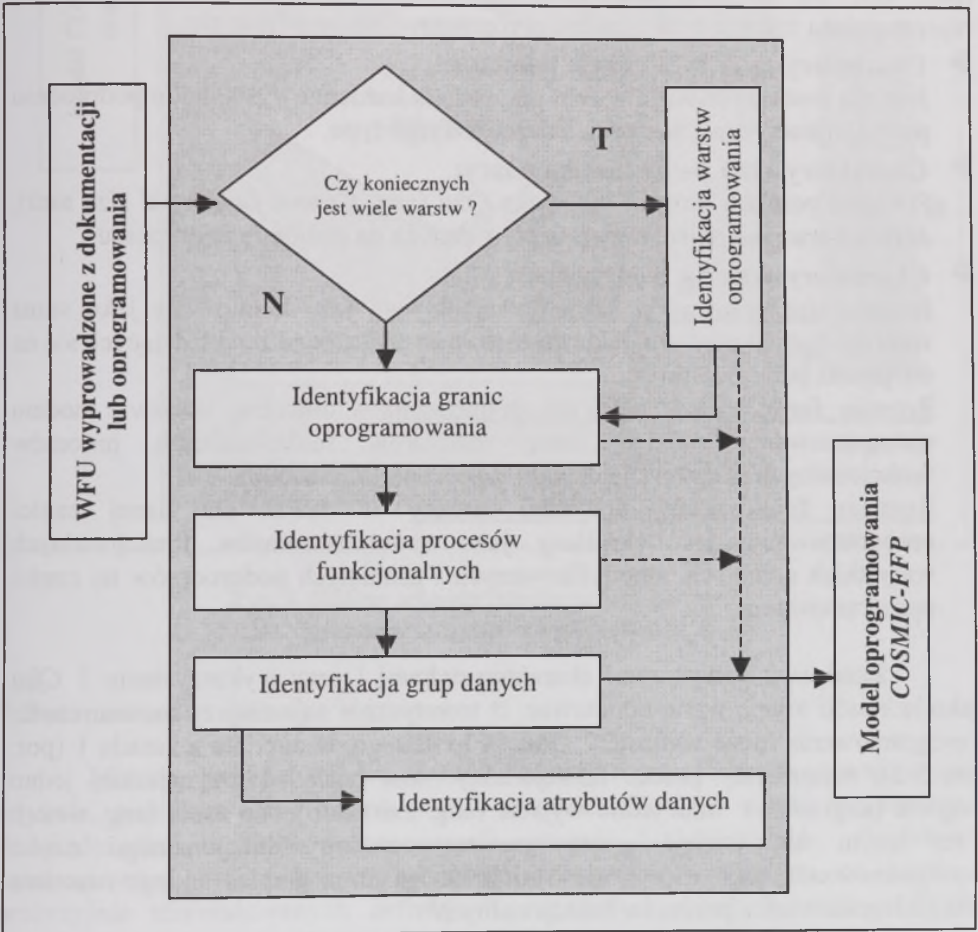 WFU wyprowadzone z dokumentacji
lub oprogramowania
Czy koniecznych
jest wiele warstw ?
T
N
Identyfikacja warstw
oprogramowania
Identyfikacja granic
oprogramowania
Identyfikacja procesów
funkcjonalnych
Identyfikacja grup danych
Identyfikacja atrybutów danych
Model oprogramowania
COSMIC-FFP